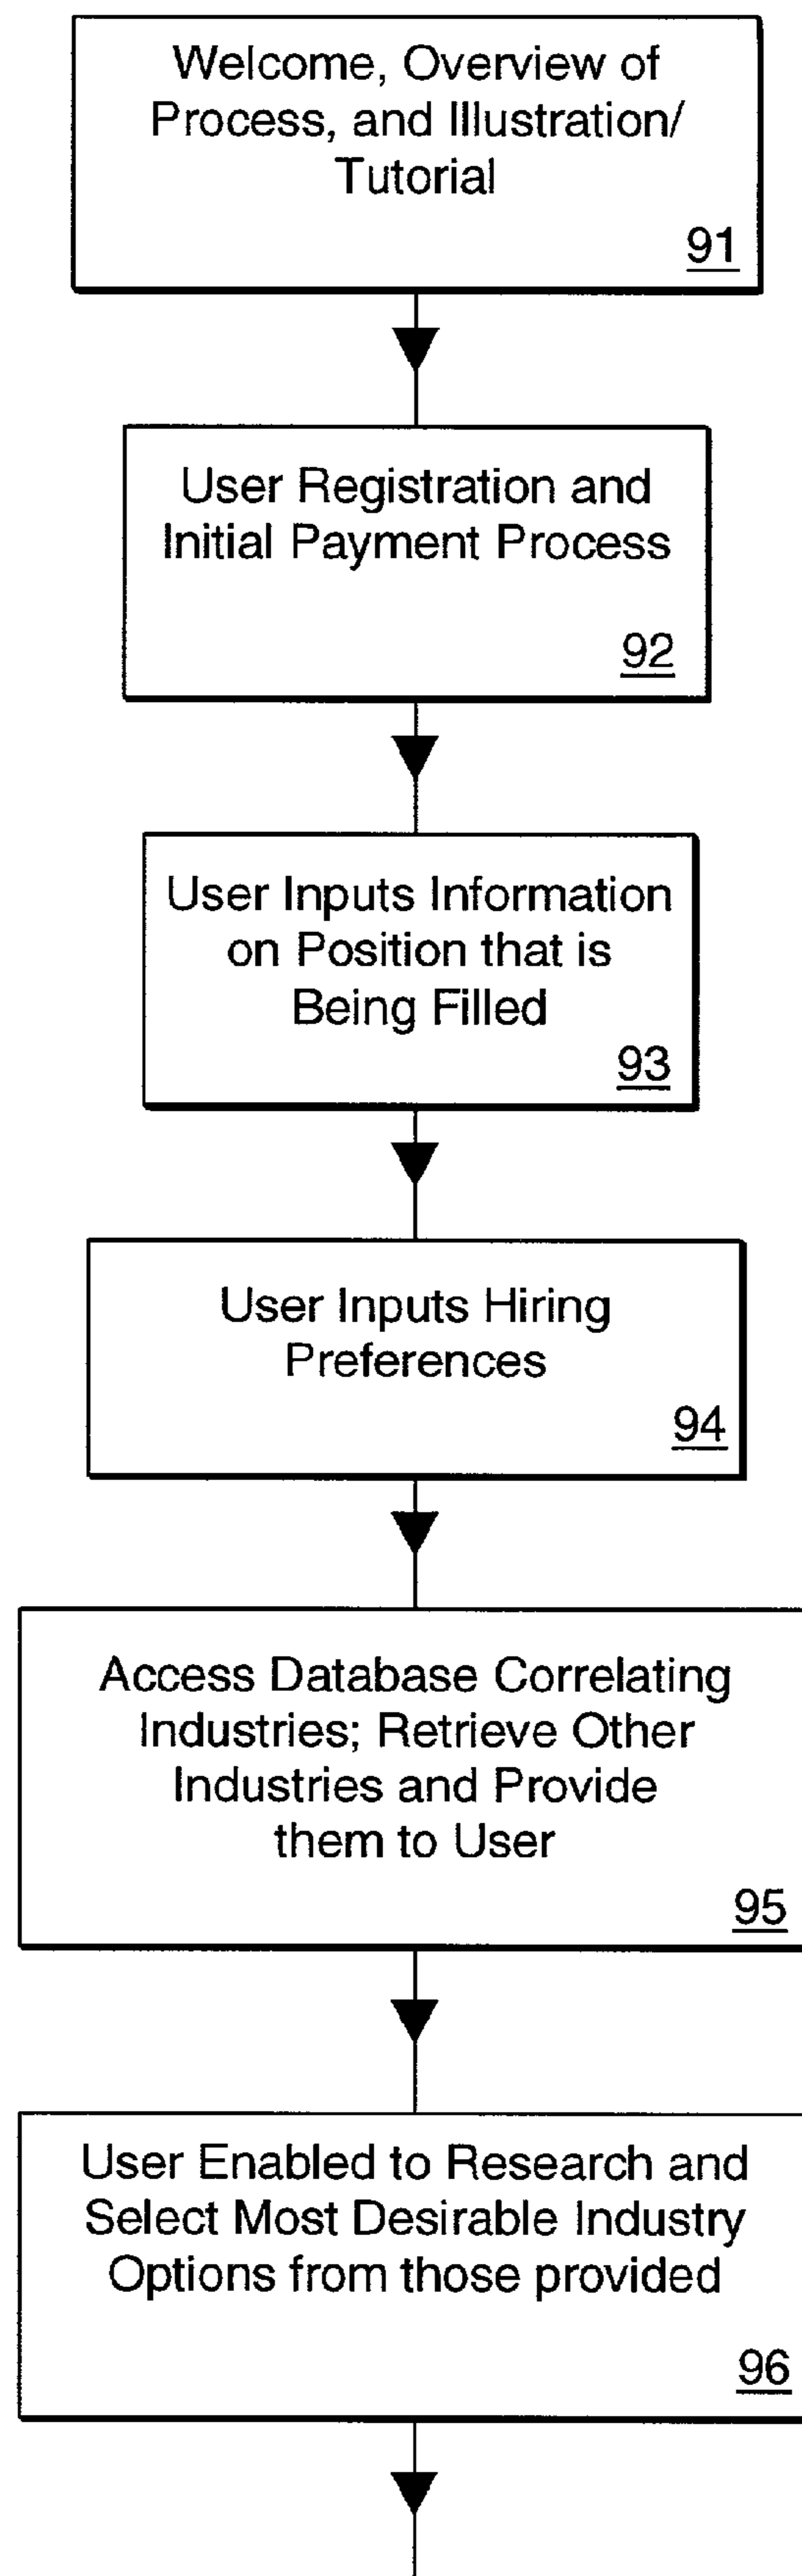 Welcome, Overview of
Process, and Illustration/
Tutorial
91
User Registration and
Initial Payment Process
92
User Inputs Information
on Position that is
Being Filled
93
User Inputs Hiring
Preferences
94
Access Database Correlating
Industries; Retrieve Other
Industries and Provide
them to User
95
User Enabled to Research and
Select Most Desirable Industry
Options from those provided
96